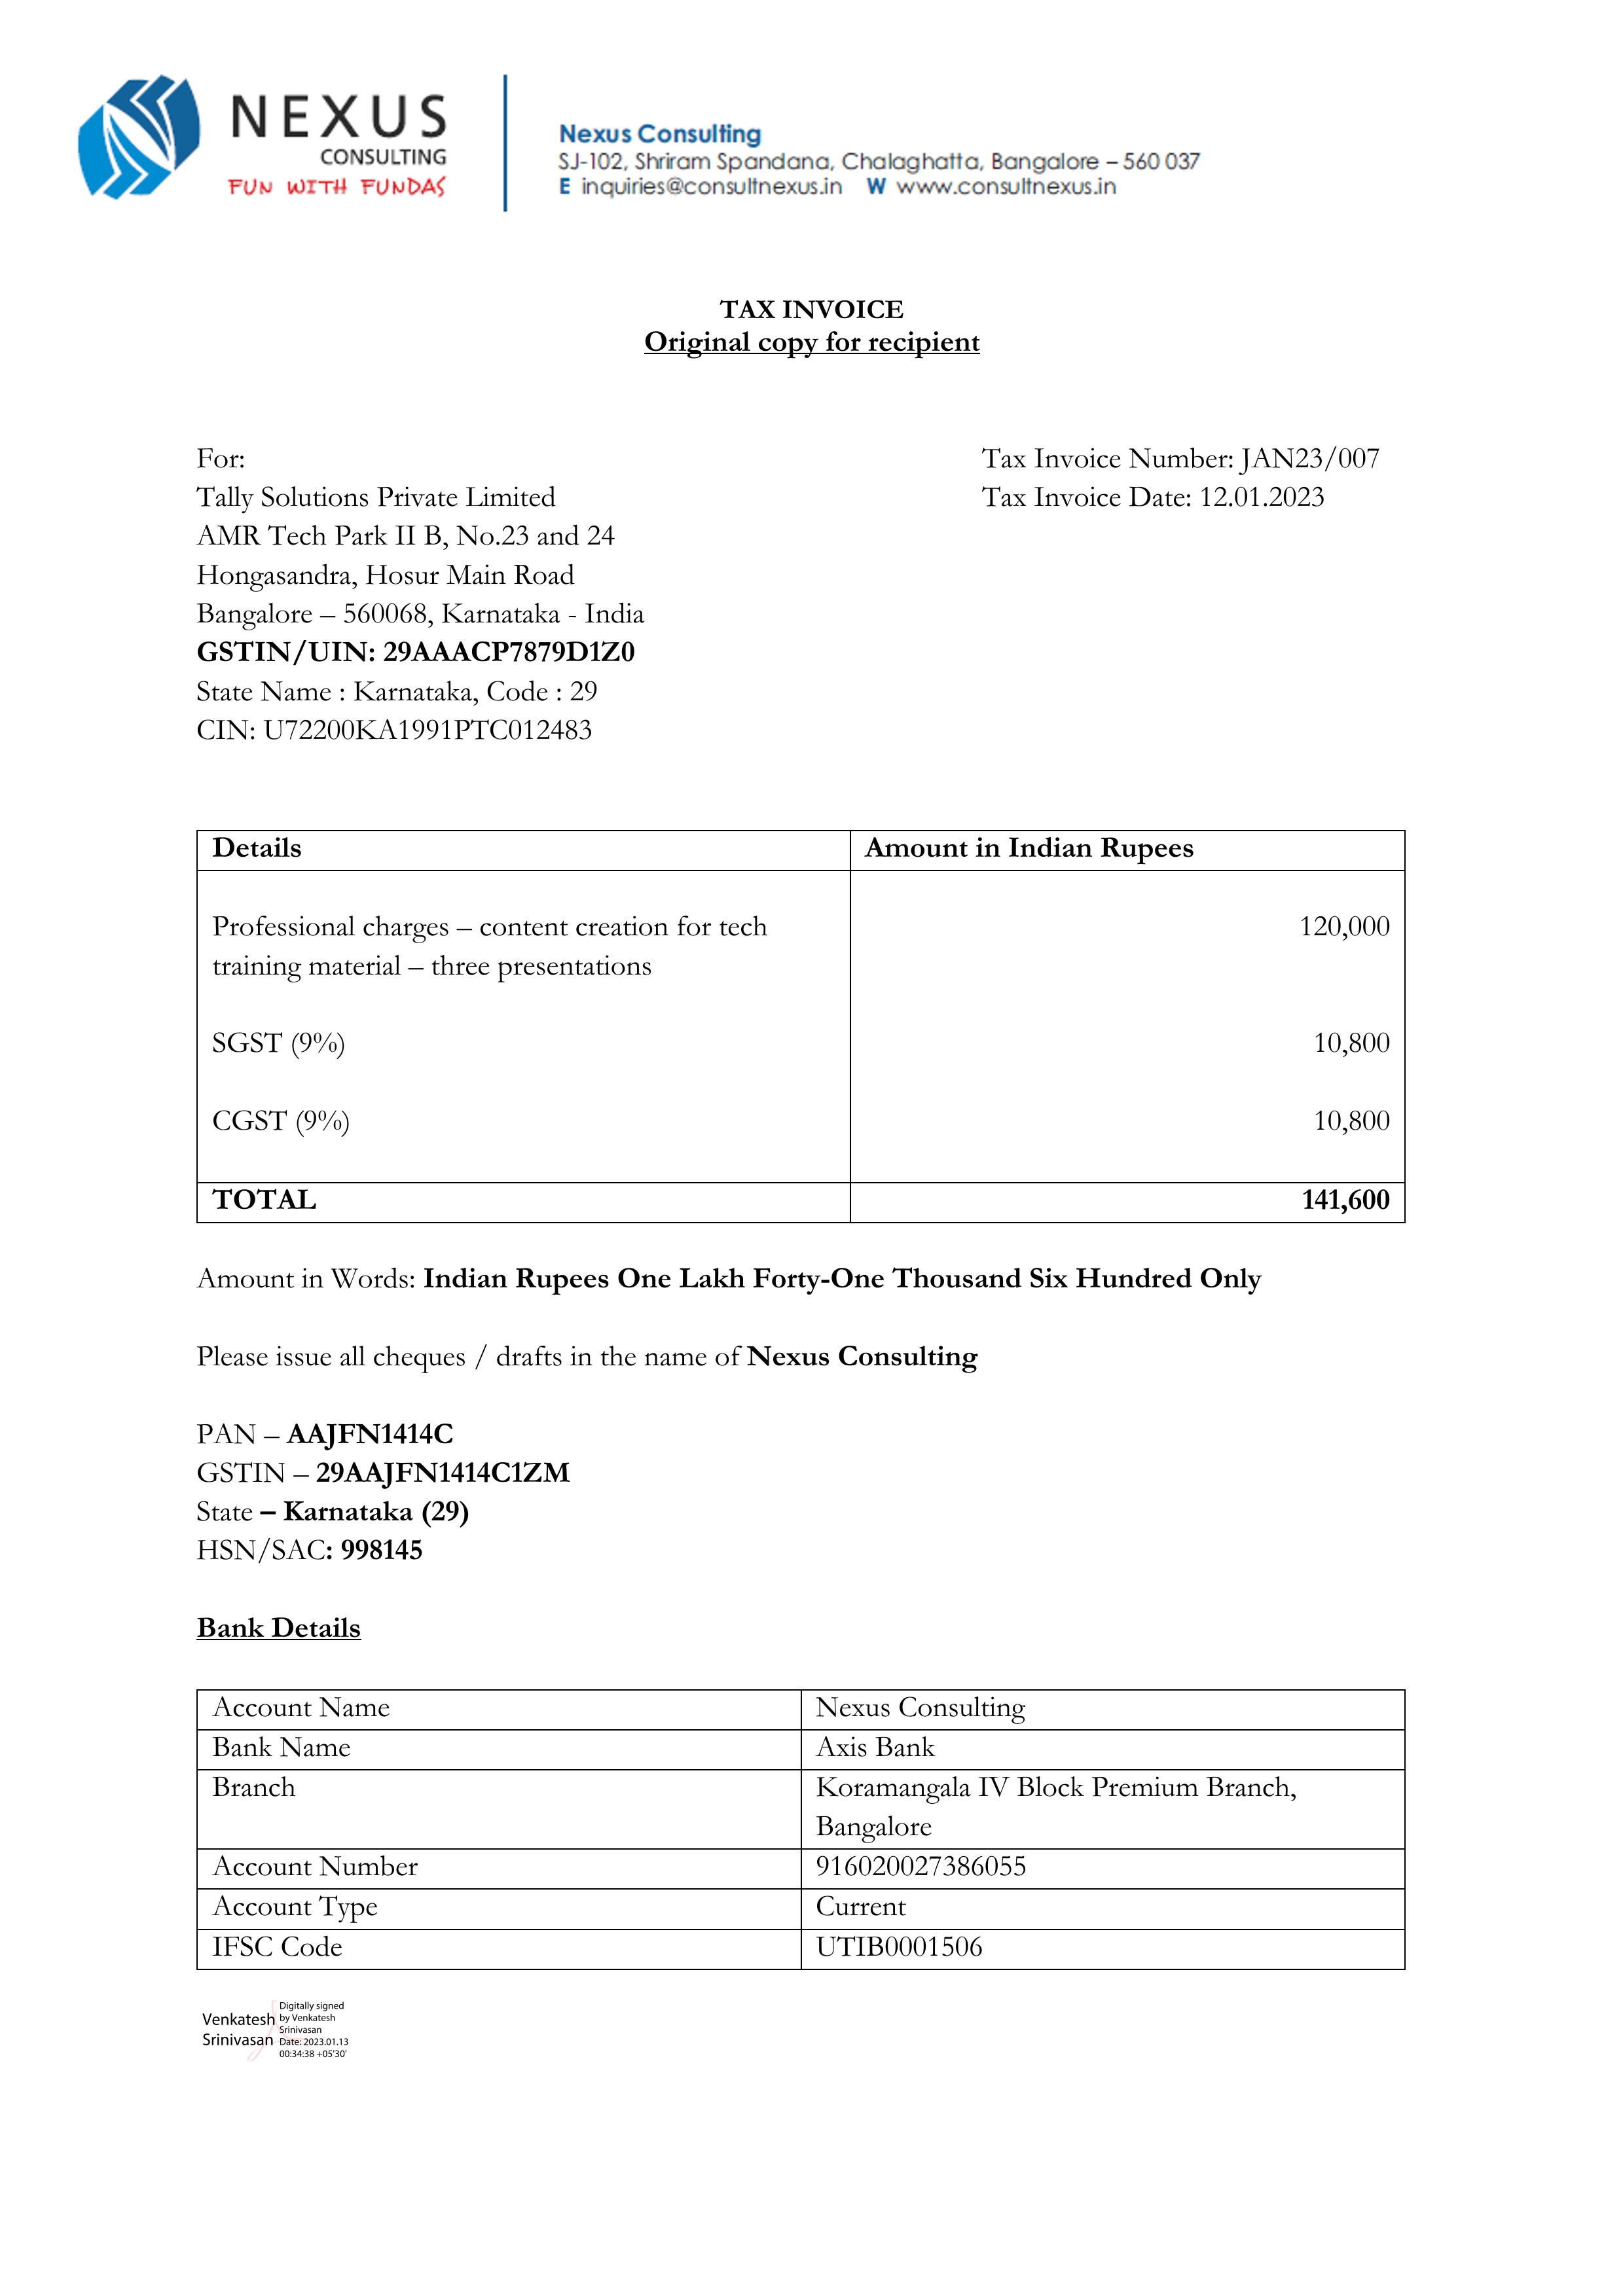 NEXUS
CONSULTING
FUN WITH FUNDAS
Nexus Consulting
SJ-102, Shriram Spandana, Chalaghatta, Bangalore – 560 037
E inquiries@consultnexus.in W www.consultnexus.in
TAX INVOICE
Original copy for recipient
For:
Tally Solutions Private Limited
AMR Tech Park II B, No.23 and 24
Hongasandra, Hosur Main Road
Bangalore – 560068, Karnataka - India
GSTIN/UIN: 29AAACP7879D1Z0
State Name : Karnataka, Code : 29
CIN: U72200KA1991PTC012483
Tax Invoice Number: JAN23/007
Tax Invoice Date: 12.01.2023
Details Amount in Indian Rupees
Professional charges – content creation for tech 120,000
training material – three presentations
SGST (9%) 10,800
CGST (9%) 10,800
TOTAL 141,600
Amount in Words: Indian Rupees One Lakh Forty-One Thousand Six Hundred Only
Please issue all cheques / drafts in the name of Nexus Consulting
PAN – AAJFN1414C
GSTIN – 29AAJFN1414C1ZM
State – Karnataka (29)
HSN/SAC: 998145
Bank Details
Account Name Nexus Consulting
Bank Name Axis Bank
Branch Koramangala IV Block Premium Branch,
Bangalore
Account Number 916020027386055
Account Type Current
IFSC Code UTIB0001506
Venkatesh
Srinivasan
Digitally signed
by Venkatesh
Srinivasan
Date: 2023.01.13
00:34:38 +05'30'